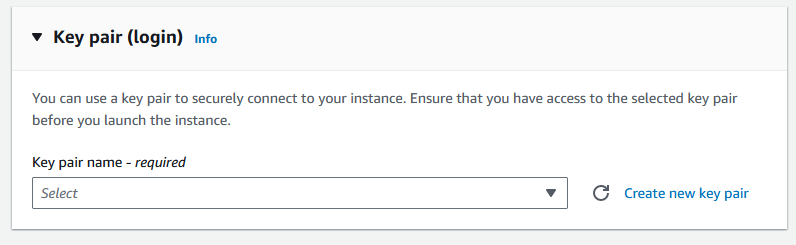 Key pair (login) Info
You can use a key pair to securely connect to your instance. Ensure that you have access to the selected key pair
before you launch the instance.
Key pair name - required
Select
Create new key pair